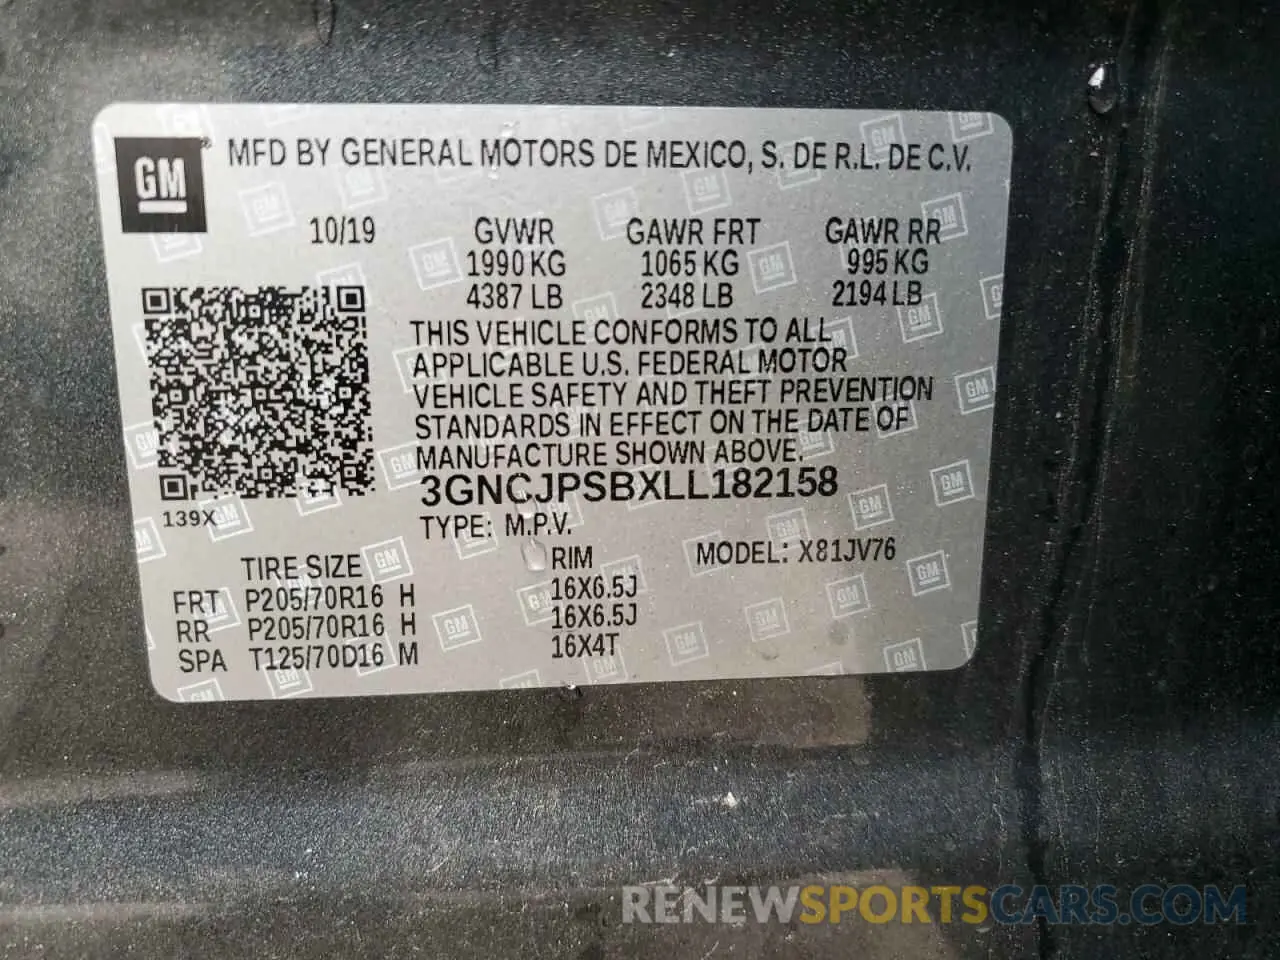 GM® MFD BY GENERAL MOTORS DE MEXICO, S. DE R.L. DE C.V.
10/19 GVWR GAWR FRT GAWR RR
1990 KG 1065 KG 995 KG
4387 LB 2348 LB 2194 LB
THIS VEHICLE CONFORMS TO ALL
APPLICABLE U.S. FEDERAL MOTOR
VEHICLE SAFETY AND THEFT PREVENTION
STANDARDS IN EFFECT ON THE DATE OF
MANUFACTURE SHOWN ABOVE.
3GNCJPSBXLL182158
139X
TYPE: M.P.V.
MODEL: X81JV76
TIRE SIZE RIM
FRT P205/70R16 H 16X6.5J
RR P205/70R16 H 16X6.5J
SPA T125/70D16 M 16X4T
RENEWSPORTSCARS.COM